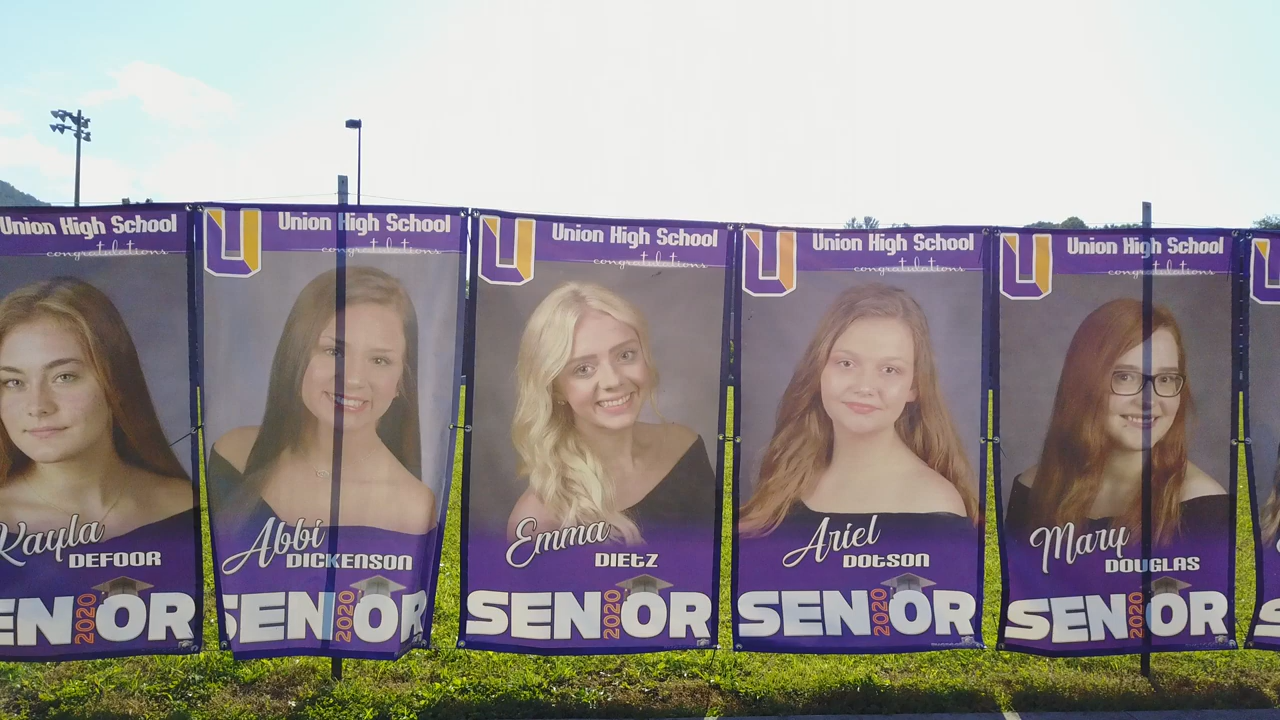 Union High School
congratulations
Kayla
DEFOOR
SENIOR
2020
U
Union High School
congratulations
Abbi
DICKENSON
SENIOR
2020
U
Union High School
congratulations
Emma
DIETZ
SENIOR
2020
U
Union High School
congratulations
Ariel
DOTSON
SENIOR
2020
U
Union High School
congratulations
Mary
DOUGLAS
SENIOR
2020
U
S